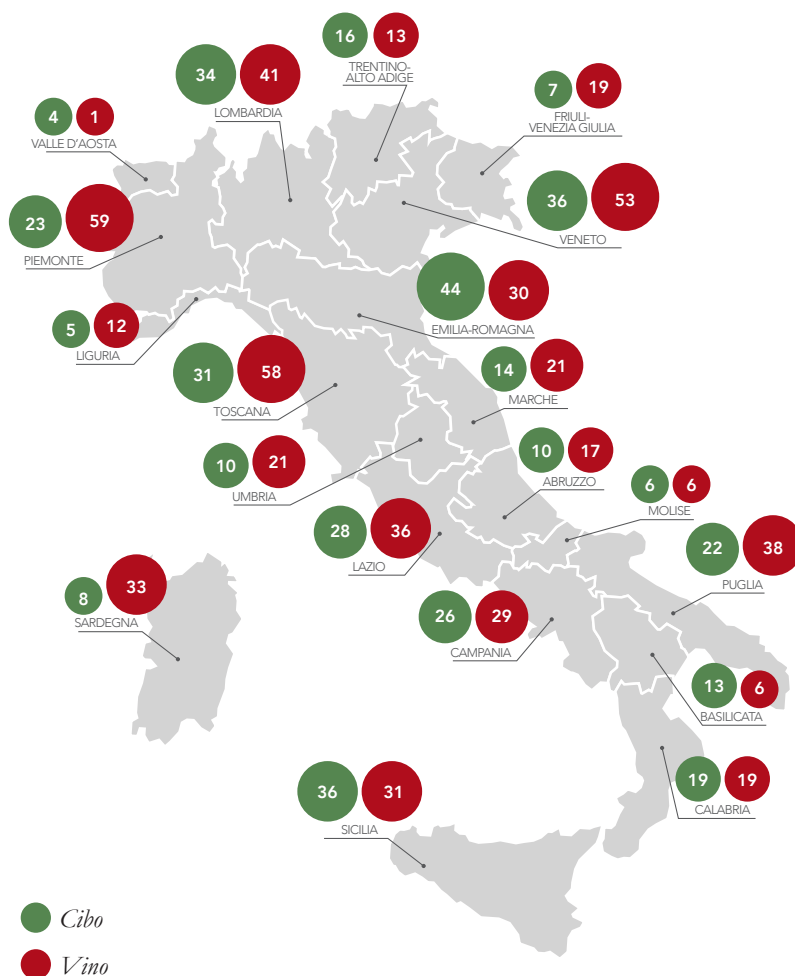 16 13
TRENTINO-
ALTO ADIGE
34 41
LOMBARDIA
7 19
FRIULI-
VENEZIA GIULIA
4 1
VALLE D'AOSTA
36 53
VENETO
23 59
PIEMONTE
44 30
EMILIA-ROMAGNA
5 12
LIGURIA
31 58
TOSCANA
14 21
MARCHE
10 21
UMBRIA
10 17
ABRUZZO
6 6
MOLISE
28 36
LAZIO
22 38
PUGLIA
8 33
SARDEGNA
26 29
CAMPANIA
13 6
BASILICATA
19 19
CALABRIA
36 31
SICILIA
Cibo
Vino